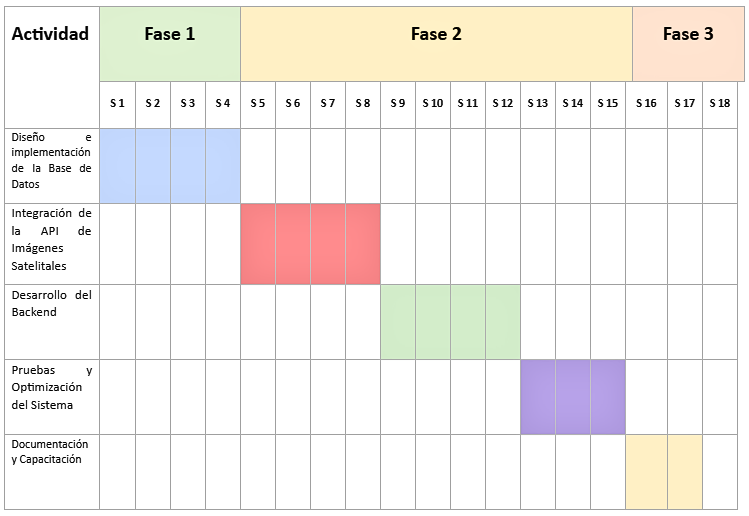 Actividad
Fase 1
Fase 2
Fase 3
S 1 S 2 S 3 S 4 S 5 S 6 S 7 S 8 S 9 S 10 S 11 S 12 S 13 S 14 S 15 S 16 S 17 S 18
Diseño e
implementación
de la Base de
Datos
Integración de
la API de
Imágenes
Satelitales
Desarrollo del
Backend
Pruebas y
Optimización
del Sistema
Documentación
y Capacitación